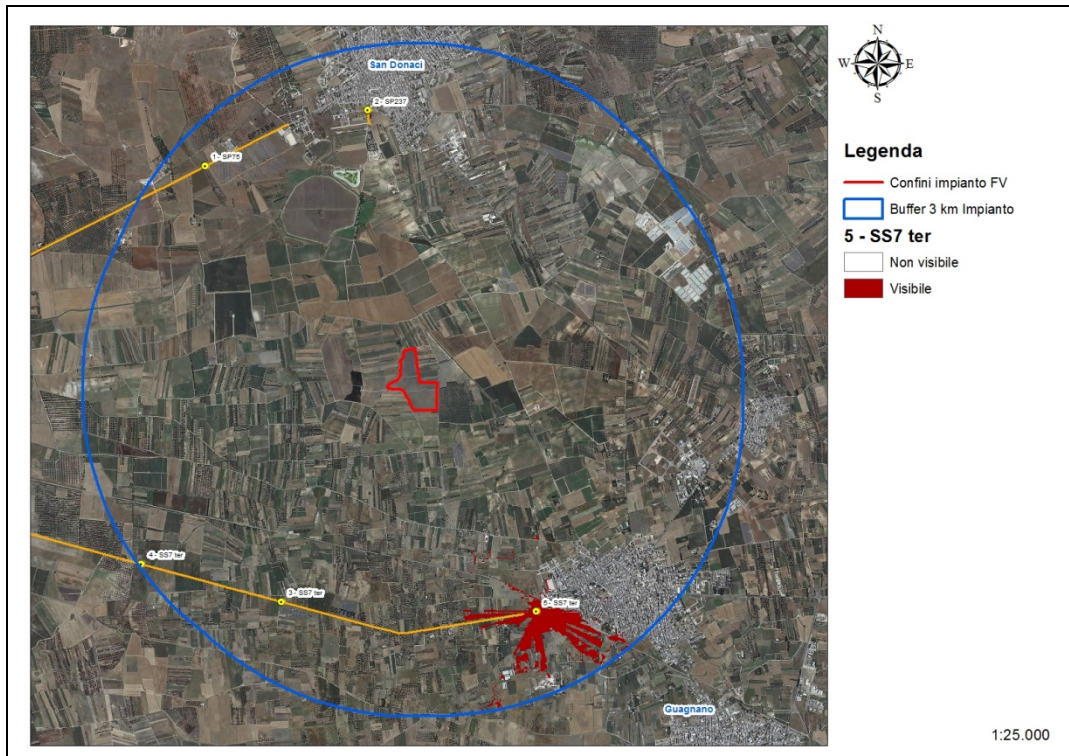 San Donaci
2 - SP237
1 - SP75
4 - SS7 ter
3 - SS7 ter
5 - SS7 ter
Guagnano
N
W
E
S
Legenda
Confini impianto FV
Buffer 3 km Impianto
5 - SS7 ter
Non visibile
Visibile
1:25.000